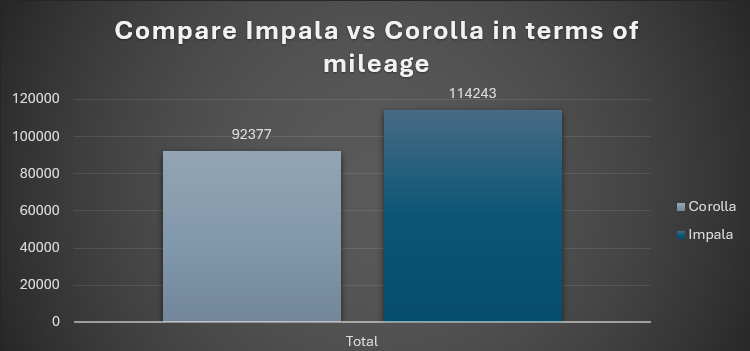 Compare Impala vs Corolla in terms of
mileage
120000
100000
80000
60000
40000
20000
0
92377
114243
Total
Corolla
Impala